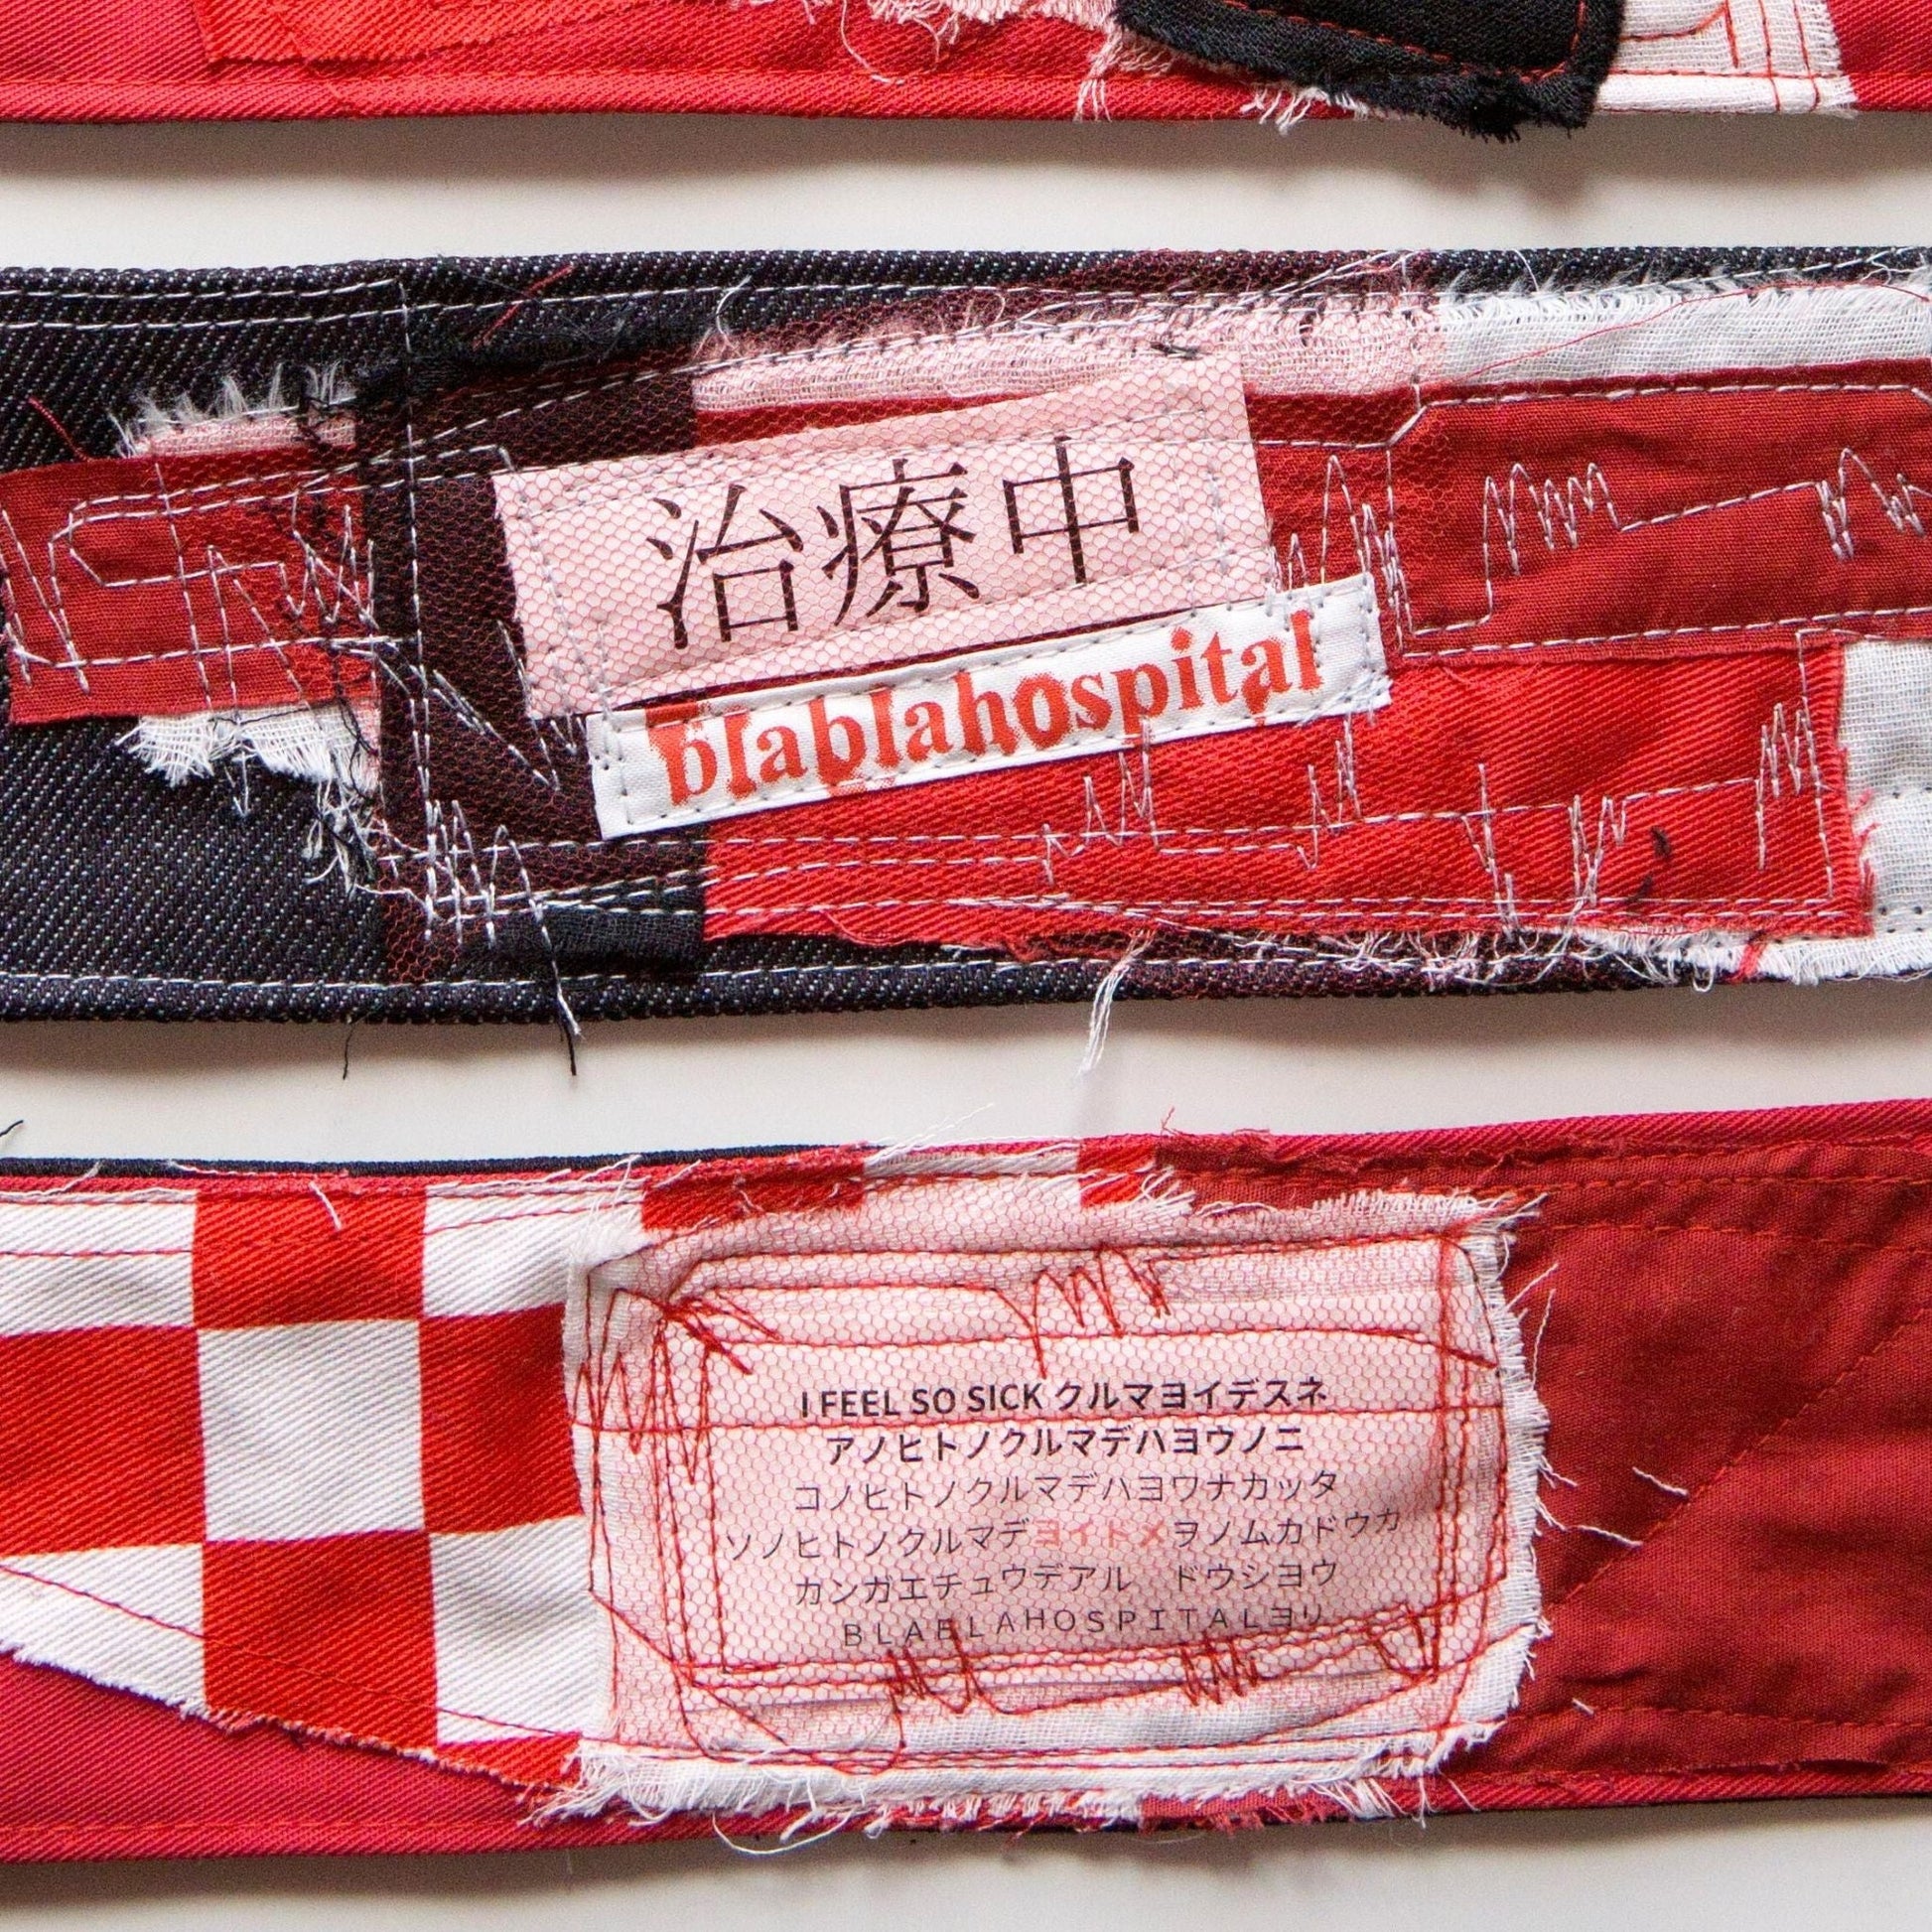 治療中
blablahospital
I FEEL SO SICK クルマヨイデスネ
アノヒトノクルマデハヨウノニ
コノヒトノクルマデハヨワナカッタ
ソノヒトノクルマデヨイドメヲノムカドウカ
カンガエチュウデアル　ドウシヨウ
BLABLAHOSPITALヨリ